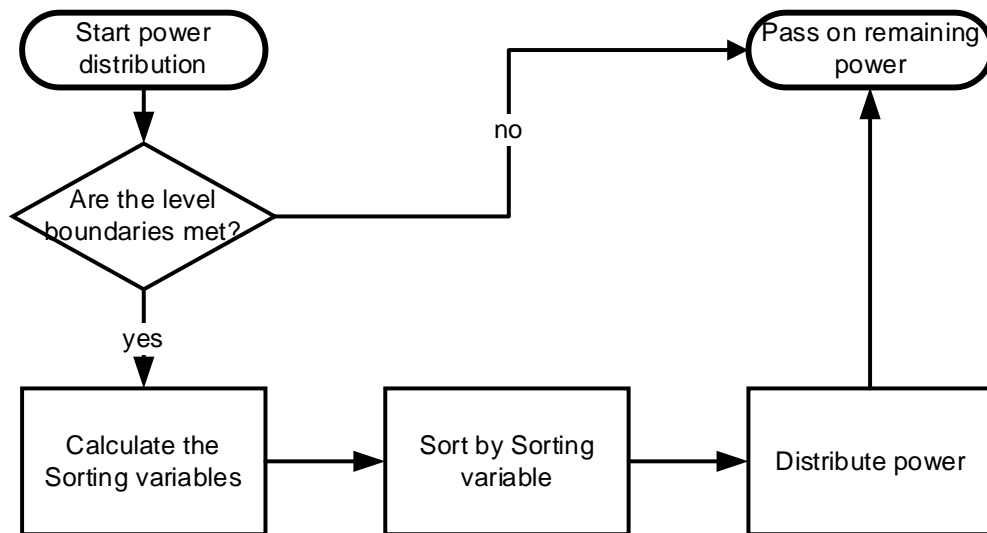 Start power
distribution
Pass on remaining
power
no
Are the level
boundaries met?
yes
Calculate the
Sorting variables
Sort by Sorting
variable
Distribute power